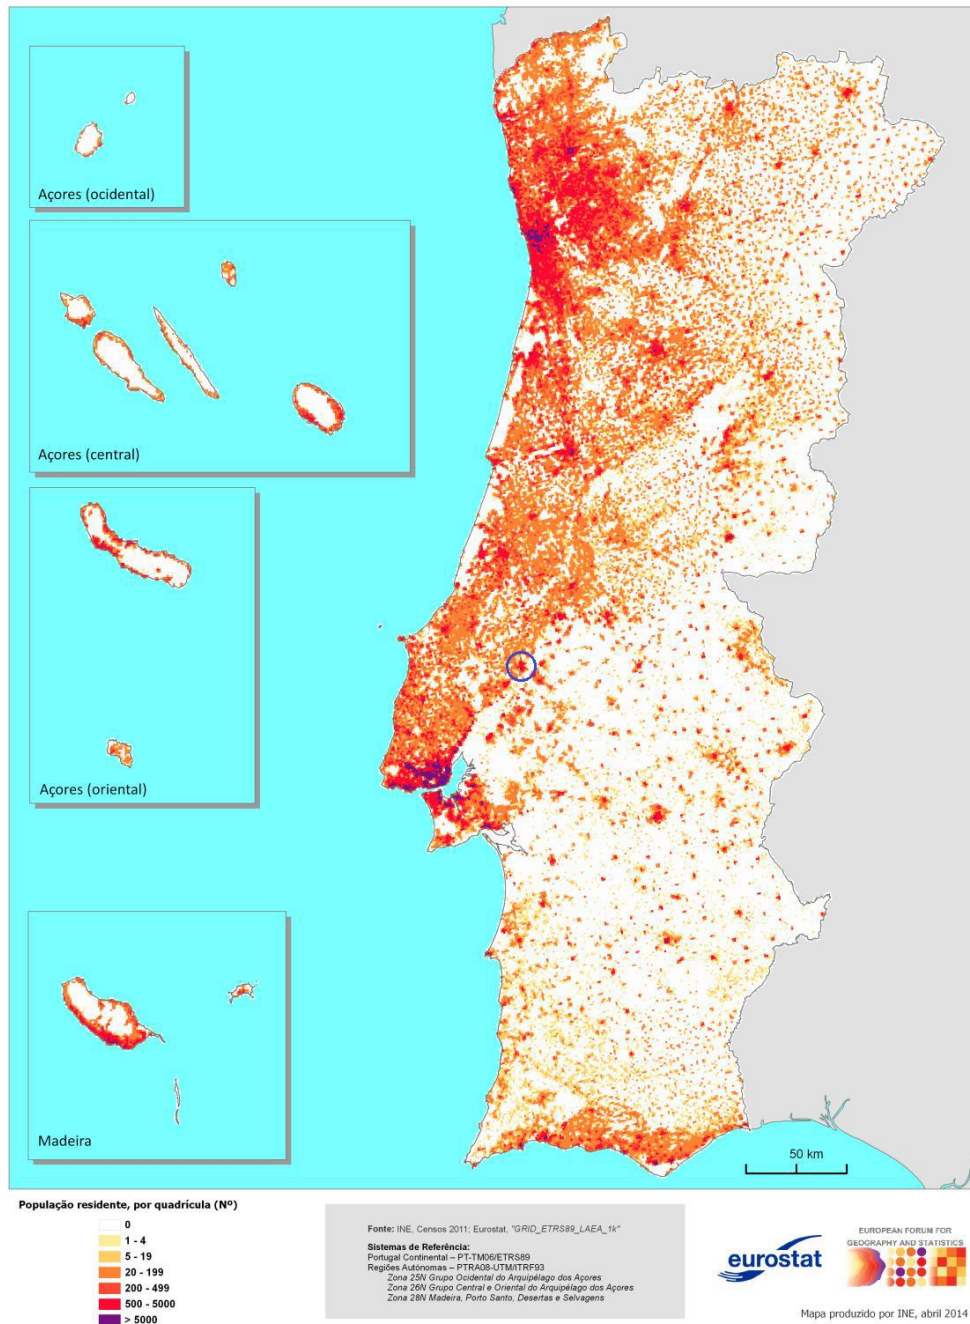 Açores (ocidental)
Açores (central)
Açores (oriental)
Madeira
50 km
População residente, por quadrícula (Nº)
0
1 - 4
5 - 19
20 - 199
200 - 499
500 - 5000
> 5000
Fonte: INE, Censos 2011; Eurostat, "GRID_ETRS89_LAEA_1k"
Sistemas de Referência:
Portugal Continental – PT-TM06/ETRS89
Regiões Autónomas – PTRA08-UTM/ITRF93
Zona 25N Grupo Ocidental do Arquipélago dos Açores
Zona 26N Grupo Central e Oriental do Arquipélago dos Açores
Zona 28N Madeira, Porto Santo, Desertas e Selvagens
eurostat
EUROPEAN FORUM FOR
GEOGRAPHY AND STATISTICS
Mapa produzido por INE, abril 2014